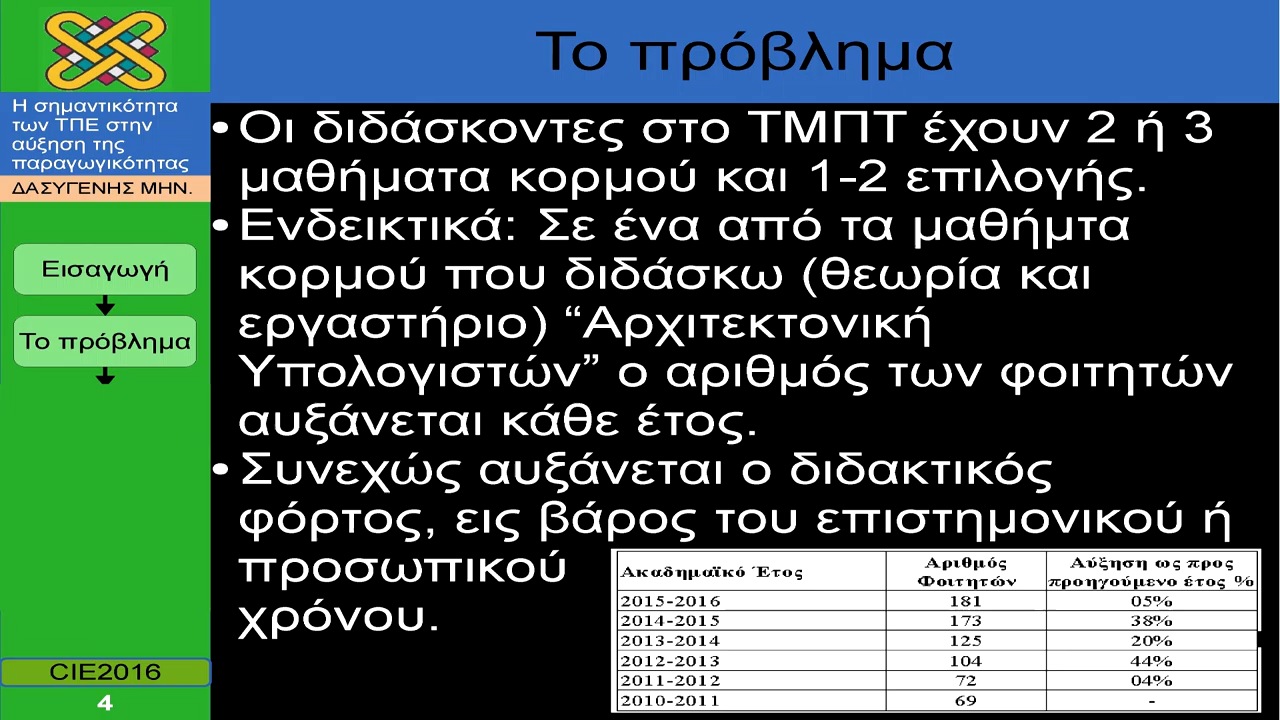 Το πρόβλημα
Η σημαντικότητα
των ΤΠΕ στην
αύξηση της
παραγωγικότητας
ΔΑΣΥΓΕΝΗΣ ΜΗΝ.
Εισαγωγή
Το πρόβλημα
CIE2016
4
• Οι διδάσκοντες στο ΤΜΠΤ έχουν 2 ή 3
μαθήματα κορμού και 1-2 επιλογής.
• Ενδεικτικά: Σε ένα από τα μαθήμτα
κορμού που διδάσκω (θεωρία και
εργαστήριο) “Αρχιτεκτονική
Υπολογιστών” ο αριθμός των φοιτητών
αυξάνεται κάθε έτος.
• Συνεχώς αυξάνεται ο διδακτικός
φόρτος, εις βάρος του επιστημονικού ή
προσωπικού
χρόνου.
Ακαδημαϊκό Έτος Αριθμός Φοιτητών Αύξηση ως προς προηγούμενο έτος %
2015-2016 181 05%
2014-2015 173 38%
2013-2014 125 20%
2012-2013 104 44%
2011-2012 72 04%
2010-2011 69 -